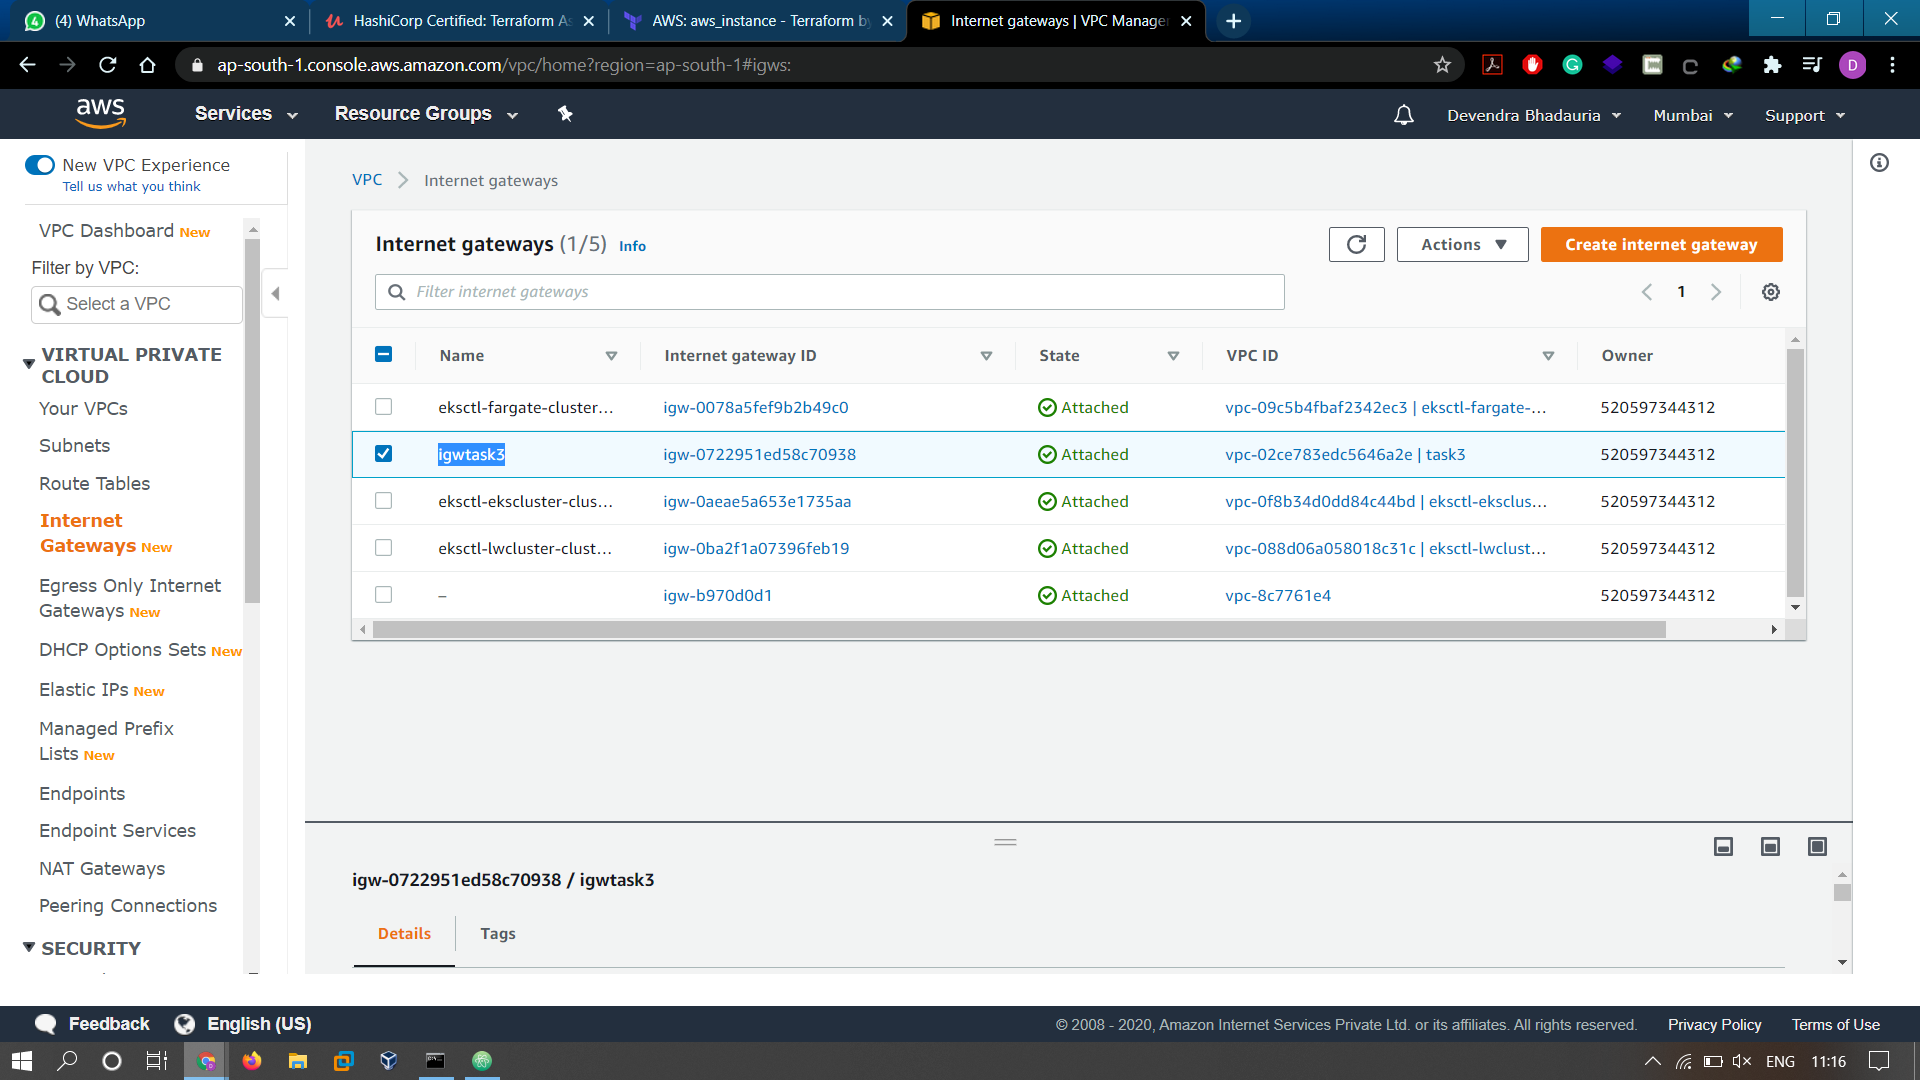 (4) WhatsApp
HashiCorp Certified: Terraform As
AWS: aws_instance - Terraform by
Internet gateways | VPC Manage
ap-south-1.console.aws.amazon.com/vpc/home?region=ap-south-1#igws:
D
aws
Services
Resource Groups
Devendra Bhadauria
Mumbai
Support
New VPC Experience
Tell us what you think
VPC Dashboard New
Filter by VPC:
Select a VPC
VIRTUAL PRIVATE
CLOUD
Your VPCs
Subnets
Route Tables
Internet
Gateways New
Egress Only Internet
Gateways New
DHCP Options Sets New
Elastic IPs New
Managed Prefix
Lists New
Endpoints
Endpoint Services
NAT Gateways
Peering Connections
SECURITY
VPC > Internet gateways
Internet gateways (1/5) Info
Actions
Create internet gateway
Filter internet gateways
1
Name Internet gateway ID State VPC ID Owner
eksctl-fargate-cluster... igw-0078a5fef9b2b49c0 Attached vpc-09c5b4fbaf2342ec3 | eksctl-fargate-... 520597344312
igwtask3 igw-0722951ed58c70938 Attached vpc-02ce783edc5646a2e | task3 520597344312
eksctl-ekscluster-clus... igw-0aeae5a653e1735aa Attached vpc-0f8b34d0dd84c44bd | eksctl-eksclus... 520597344312
eksctl-lwcluster-clust... igw-0ba2f1a07396feb19 Attached vpc-088d06a058018c31c | eksctl-lwclust... 520597344312
– igw-b970d0d1 Attached vpc-8c7761e4 520597344312
igw-0722951ed58c70938 / igwtask3
Details
Tags
Feedback
English (US)
© 2008 - 2020, Amazon Internet Services Private Ltd. or its affiliates. All rights reserved.
Privacy Policy
Terms of Use
ENG
11:16